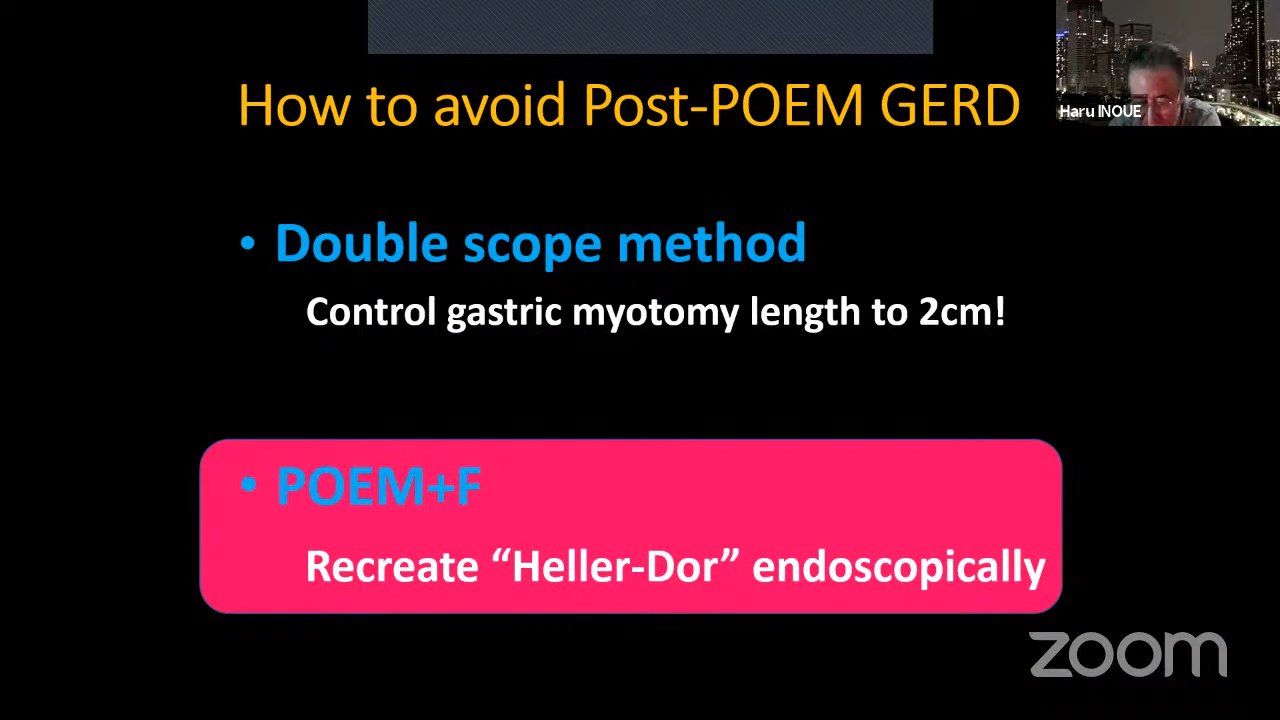 How to avoid Post-POEM GERD
Haru INOUE
• Double scope method
Control gastric myotomy length to 2cm!
• POEM+F
Recreate “Heller-Dor” endoscopically
zoom